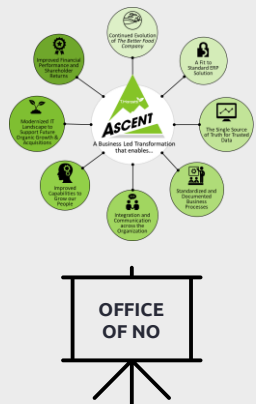 Continued Evolution
of The Better Food
Company
A Fit to
Standard ERP
Solution
The Single Source
of Truth for Trusted
Data
Standardized and
Documented
Business
Processes
Integration and
Communication
across the
Organization
Improved
Capabilities to
Grow our
People
Modernized IT
Landscape to
Support Future
Organic Growth &
Acquisitions
Improved Financial
Performance and
Shareholder
Returns
ASCENT
A Business Led Transformation
that enables...
OFFICE
OF NO